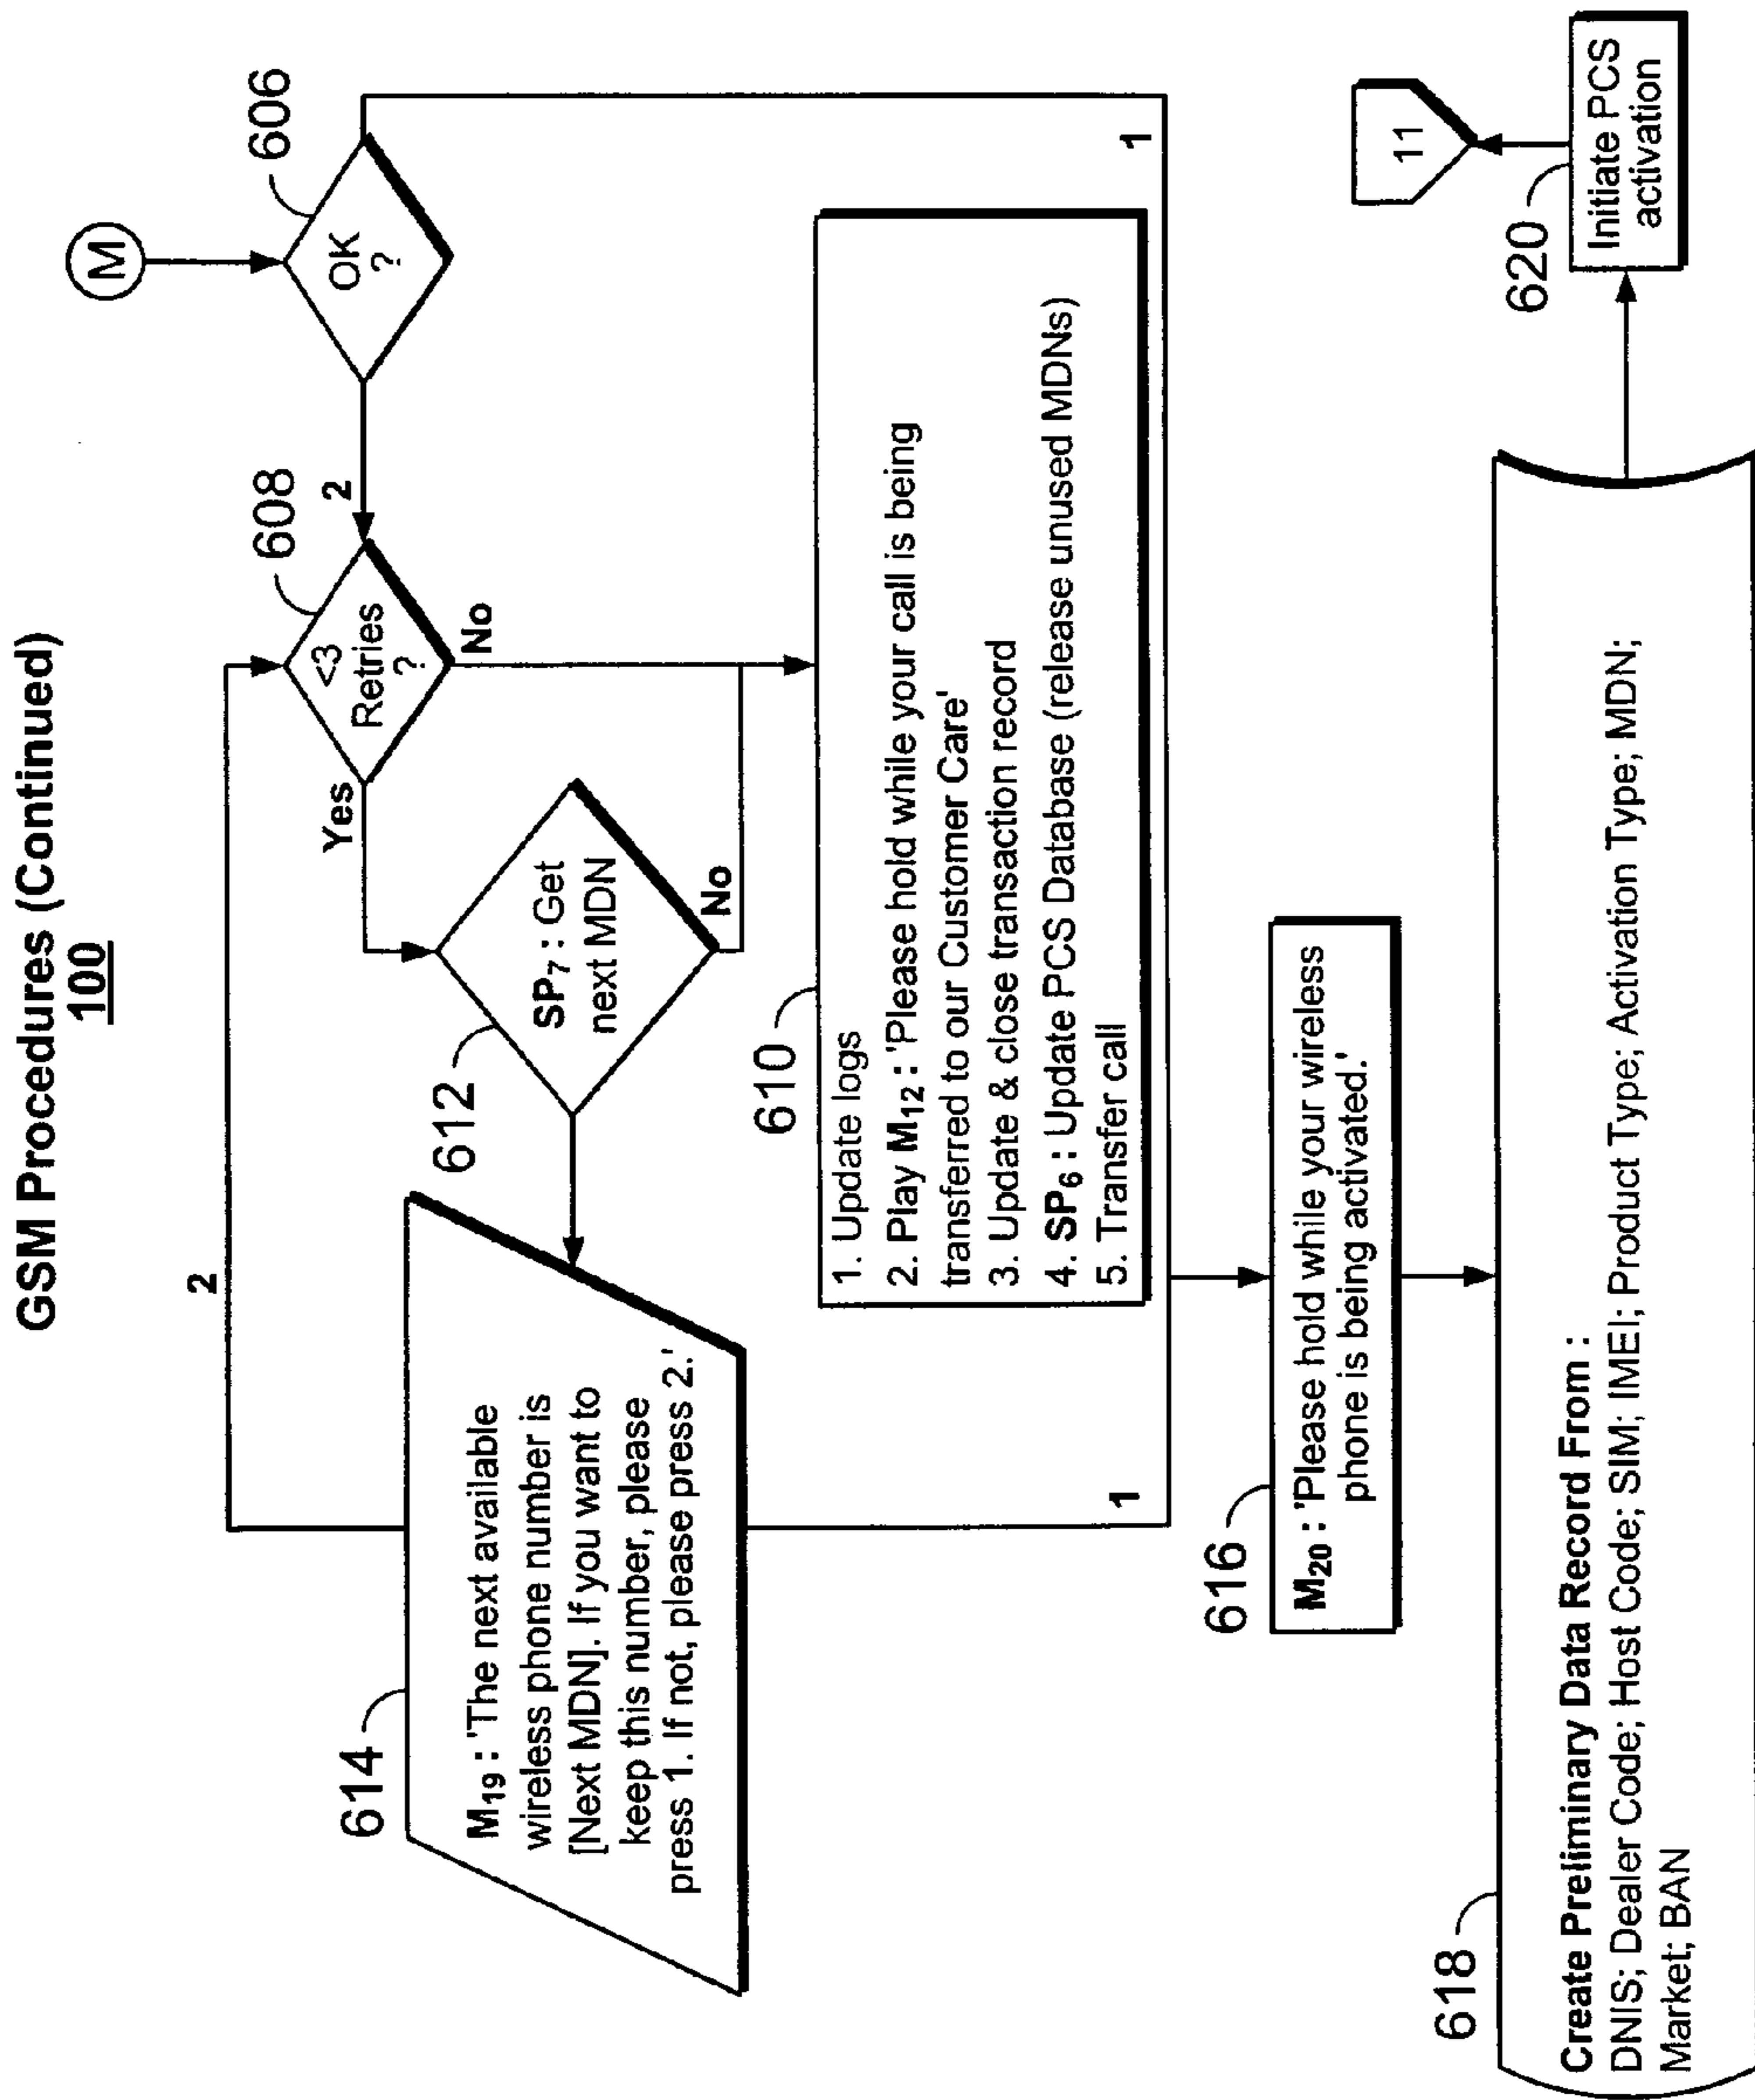 GSM Procedures (Continued)
100
M
606
OK
?
1
2
608
<3
Retries
?
No
Yes
2
612
SP7 : Get
next MDN
No
614
M19 : 'The next available
wireless phone number is
[Next MDN]. If you want to
keep this number, please
press 1. If not, please press 2.'
1
610
1. Update logs
2. Play M12 : 'Please hold while your call is being
transferred to our Customer Care'
3. Update & close transaction record
4. SP6 : Update PCS Database (release unused MDNs)
5. Transfer call
616
M20 : 'Please hold while your wireless
phone is being activated.'
618
Create Preliminary Data Record From :
DNIS; Dealer Code; Host Code; SIM; IMEI; Product Type; Activation Type; MDN;
Market; BAN
620
Initiate PCS
activation
11